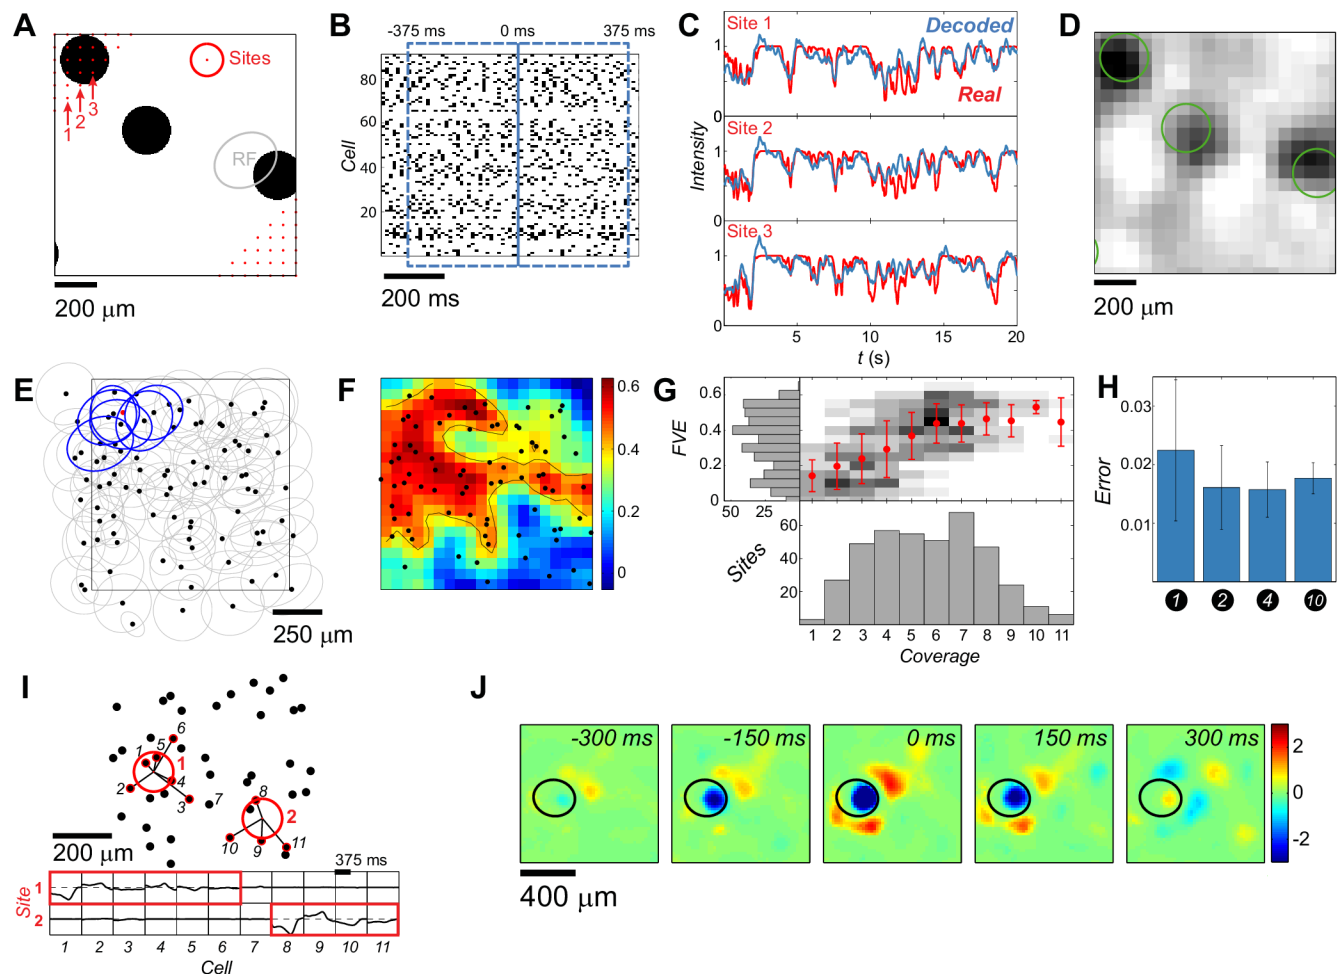 A
Sites
1
2
3
RF
200 μm
B
-375 ms
0 ms
375 ms
Cell
80
60
40
20
200 ms
C
Site 1
Decoded
Real
1
0
Site 2
Intensity
1
0
Site 3
1
0
5
10
15
20
t (s)
D
200 μm
E
250 μm
F
0.6
0.4
0.2
0
G
0.6
0.4
0.2
0
FVE
50 25
60
40
20
Sites
1 2 3 4 5 6 7 8 9 10 11
Coverage
H
0.03
0.02
0.01
Error
1 2 4 10
I
1
2
3
4
5
6
7
8
9
10
11
1
2
200 μm
375 ms
Site
1
2
1 2 3 4 5 6 7 8 9 10 11
Cell
J
-300 ms
-150 ms
0 ms
150 ms
300 ms
2
0
-2
400 μm